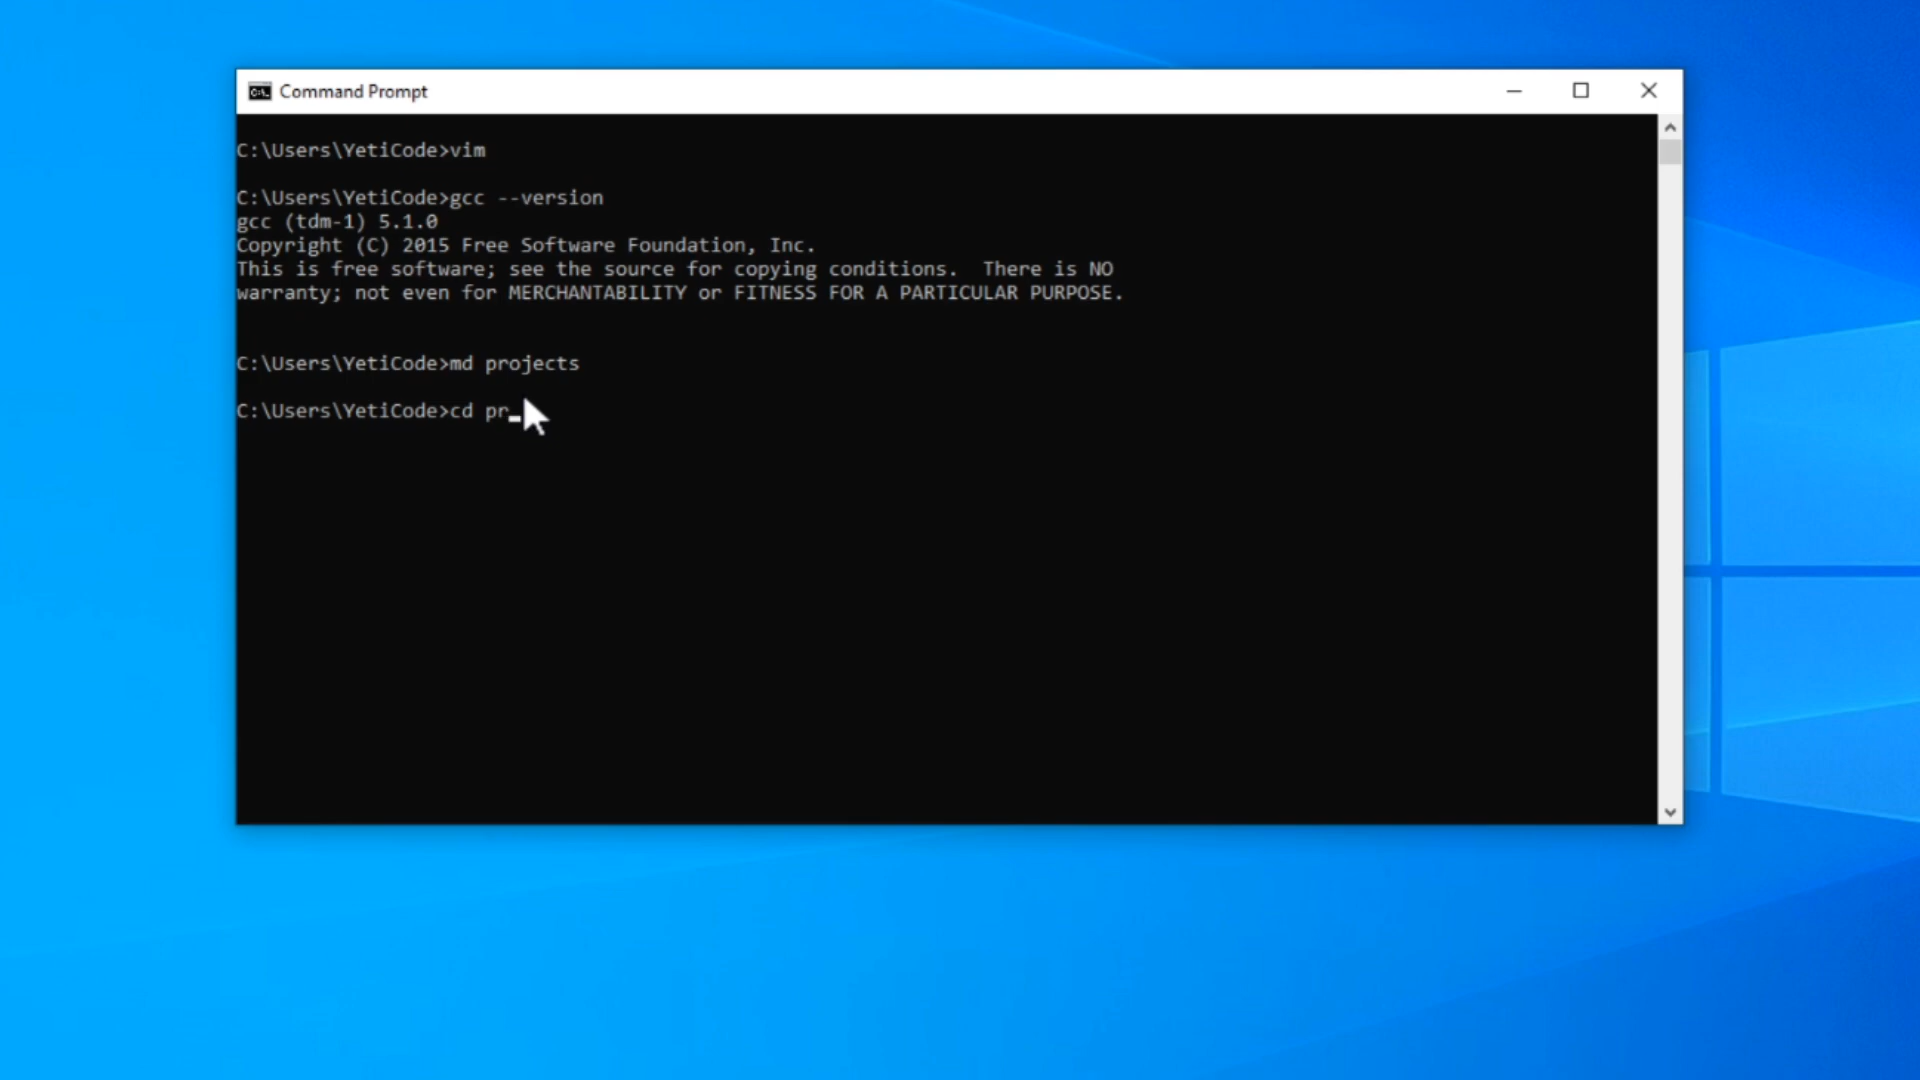 Command Prompt
C:\Users\YetiCode>vim
C:\Users\YetiCode>gcc --version
gcc (tdm-1) 5.1.0
Copyright (C) 2015 Free Software Foundation, Inc.
This is free software; see the source for copying conditions.  There is NO
warranty; not even for MERCHANTABILITY or FITNESS FOR A PARTICULAR PURPOSE.
C:\Users\YetiCode>md projects
C:\Users\YetiCode>cd pr